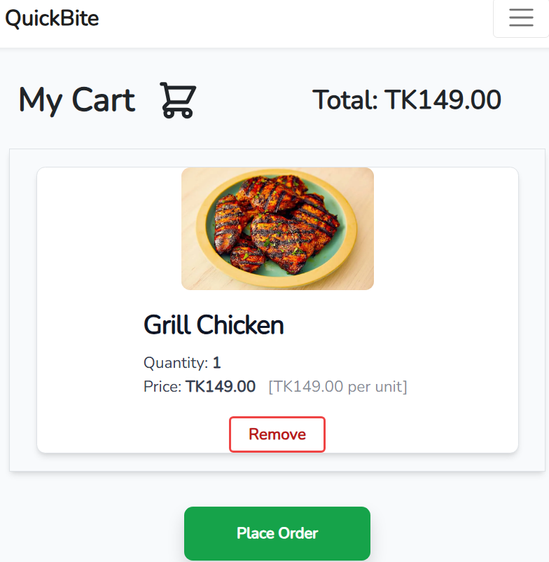 QuickBite
My Cart
Total: TK149.00
Grill Chicken
Quantity: 1
Price: TK149.00 [TK149.00 per unit]
Remove
Place Order